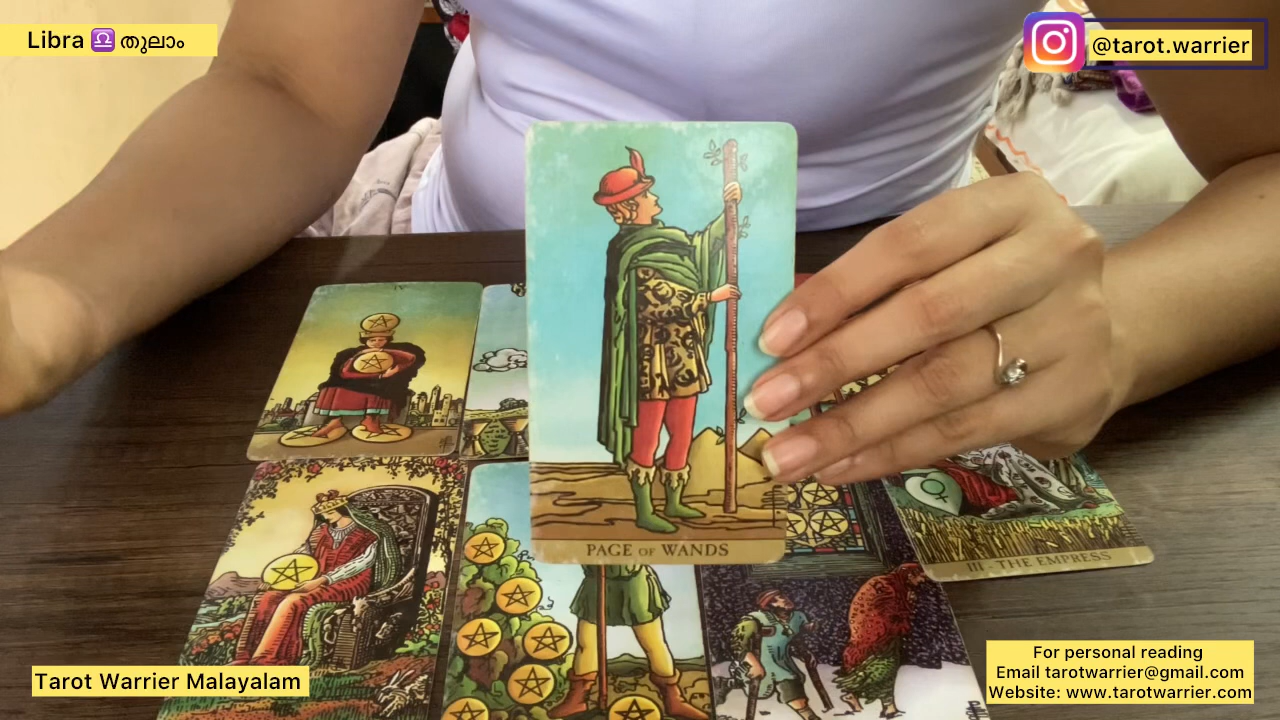 Libra ♎ തുലാം
@tarot.warrier
IV
PAGE OF WANDS
III - THE EMPRESS
Tarot Warrier Malayalam
For personal reading
Email tarotwarrier@gmail.com
Website: www.tarotwarrier.com